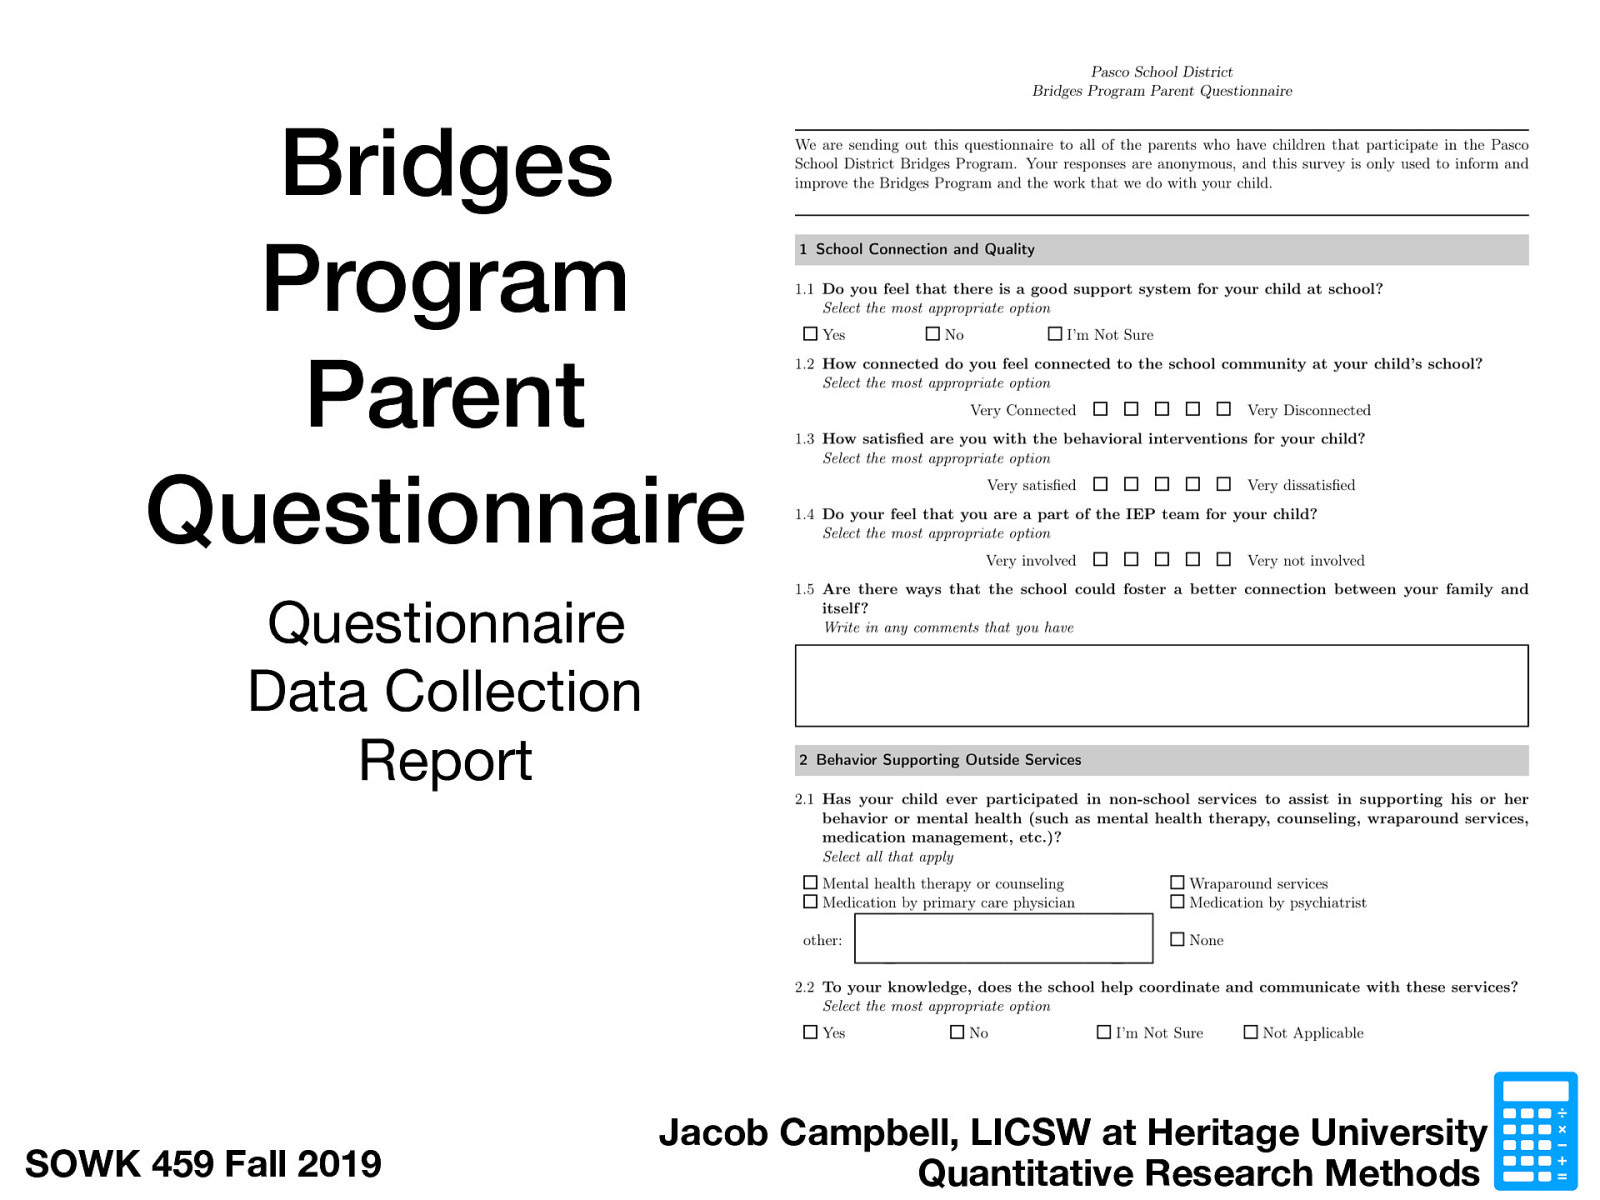 Bridges
Program
Parent
Questionnaire
Questionnaire
Data Collection
Report
Pasco School District
Bridges Program Parent Questionnaire
We are sending out this questionnaire to all of the parents who have children that participate in the Pasco
School District Bridges Program. Your responses are anonymous, and this survey is only used to inform and
improve the Bridges Program and the work that we do with your child.
1 School Connection and Quality
1.1 Do you feel that there is a good support system for your child at school?
Select the most appropriate option
Yes No I'm Not Sure
1.2 How connected do you feel connected to the school community at your child's school?
Select the most appropriate option
Very Connected Very Disconnected
1.3 How satisfied are you with the behavioral interventions for your child?
Select the most appropriate option
Very satisfied Very dissatisfied
1.4 Do your feel that you are a part of the IEP team for your child?
Select the most appropriate option
Very involved Very not involved
1.5 Are there ways that the school could foster a better connection between your family and
itself?
Write in any comments that you have
2 Behavior Supporting Outside Services
2.1 Has your child ever participated in non-school services to assist in supporting his or her
behavior or mental health (such as mental health therapy, counseling, wraparound services,
medication management, etc.)?
Select all that apply
Mental health therapy or counseling Wraparound services
Medication by primary care physician Medication by psychiatrist
other: None
2.2 To your knowledge, does the school help coordinate and communicate with these services?
Select the most appropriate option
Yes No I'm Not Sure Not Applicable
SOWK 459 Fall 2019
Jacob Campbell, LICSW at Heritage University
Quantitative Research Methods
÷
×
−
+
=